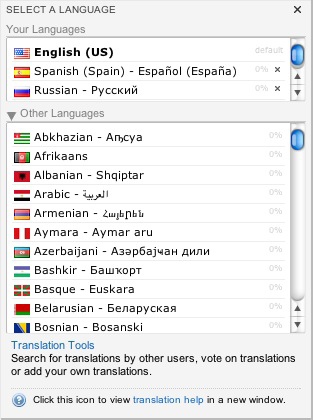 SELECT A LANGUAGE
Your Languages
English (US) default
Spanish (Spain) - Español (España) 0%
Russian - Русский 0%
Other Languages
Abkhazian - Аҧсуа 0%
Afrikaans 0%
Albanian - Shqiptar 0%
Arabic - العربية 0%
Armenian - Հայերեն 0%
Aymara - Aymar aru 0%
Azerbaijani - Азәрбајҹан дили 0%
Bashkir - Башҡорт 0%
Basque - Euskara 0%
Belarusian - Беларуская 0%
Bosnian - Bosanski 0%
Translation Tools
Search for translations by other users, vote on translations
or add your own translations.
Click this icon to view translation help in a new window.